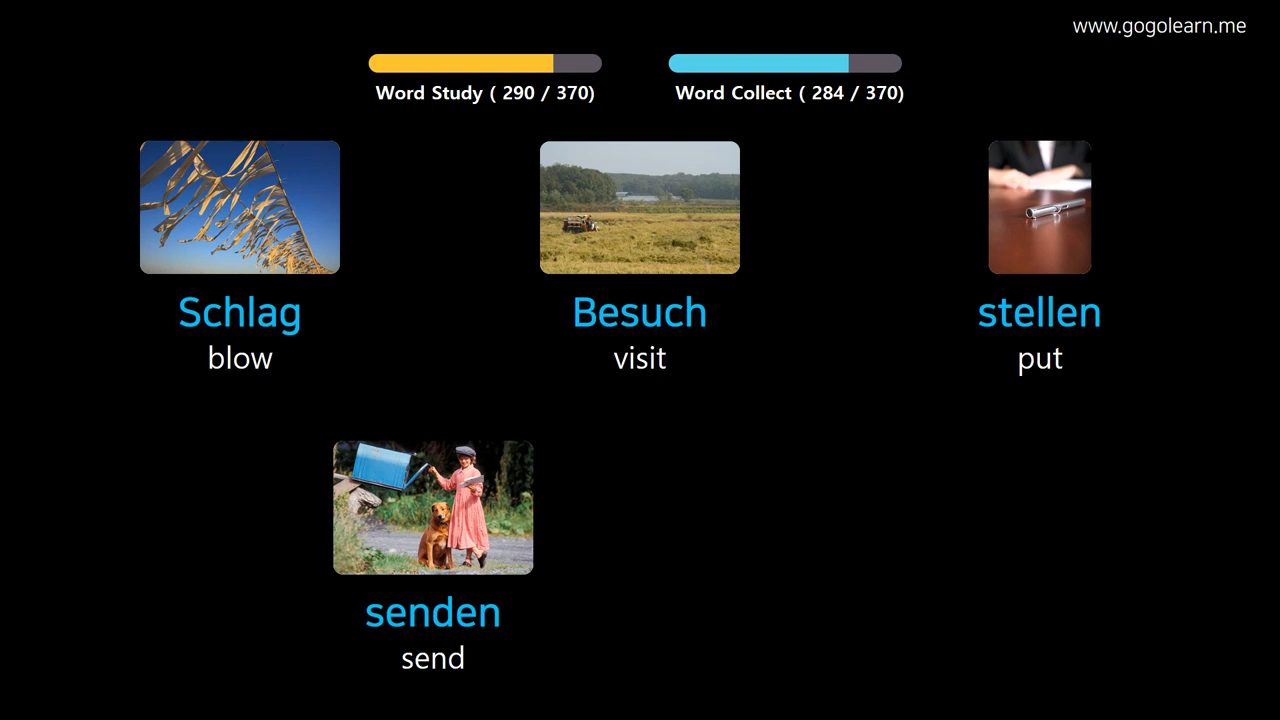 www.gogolearn.me
Word Study ( 290 / 370)
Word Collect ( 284 / 370)
Schlag
blow
Besuch
visit
stellen
put
senden
send